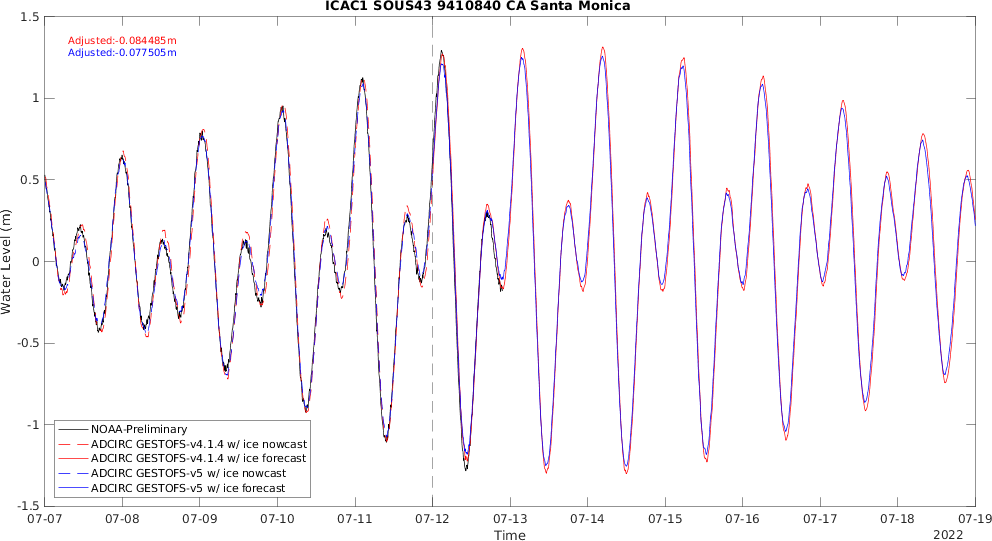 ICAC1 SOUS43 9410840 CA Santa Monica
Adjusted:-0.084485m
Adjusted:-0.077505m
Water Level (m)
1.5
1
0.5
0
-0.5
-1
-1.5
NOAA-Preliminary
ADCIRC GESTOFS-v4.1.4 w/ ice nowcast
ADCIRC GESTOFS-v4.1.4 w/ ice forecast
ADCIRC GESTOFS-v5 w/ ice nowcast
ADCIRC GESTOFS-v5 w/ ice forecast
07-07 07-08 07-09 07-10 07-11 07-12 07-13 07-14 07-15 07-16 07-17 07-18 07-19
Time
2022